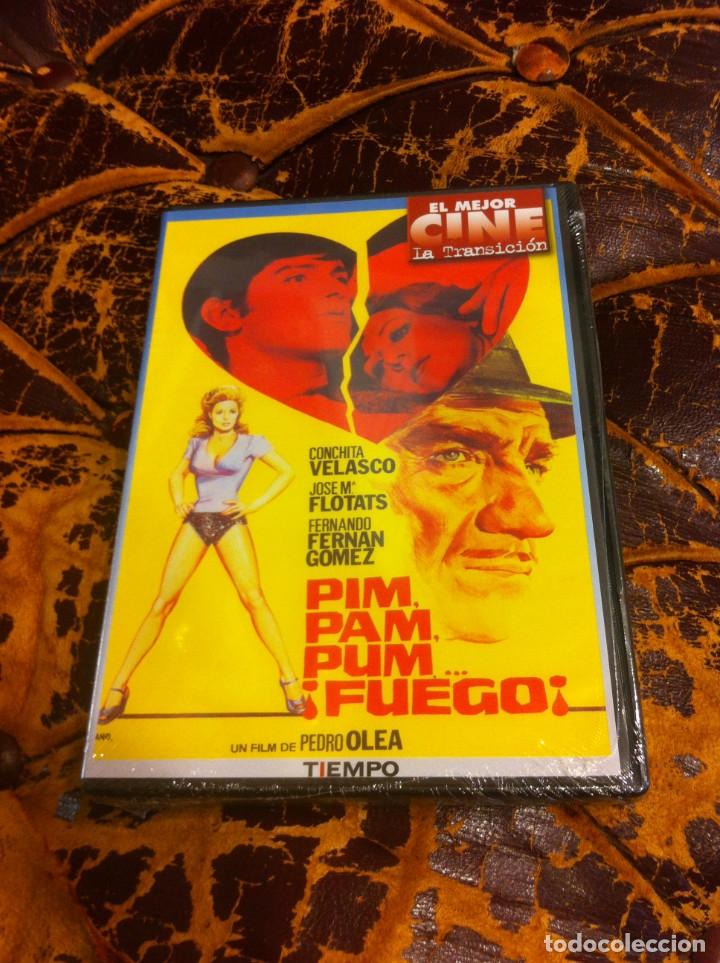 EL MEJOR
CINE
La Transición
CONCHITA
VELASCO
JOSE Mª
FLOTATS
FERNANDO
FERNAN
GOMEZ
PIM,
PAM,
PUM...
¡FUEGO!
UN FILM DE PEDRO OLEA
TIEMPO
todocoleccion